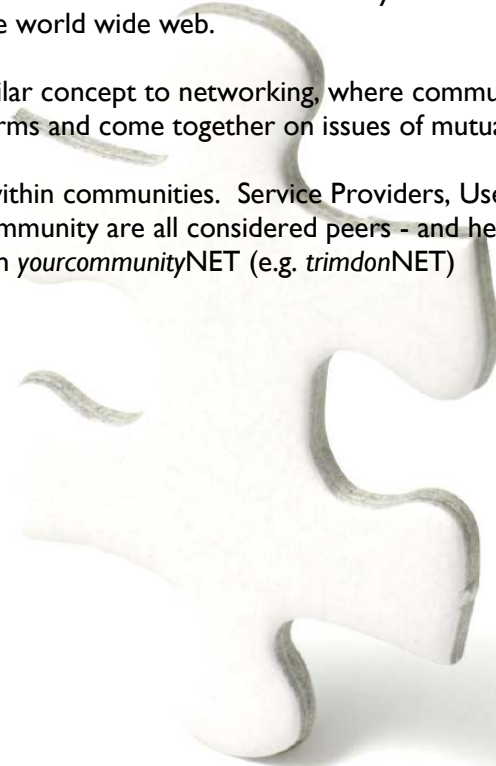 e world wide web.
ilar concept to networking, where commu
rms and come together on issues of mutua
within communities. Service Providers, Use
mmunity are all considered peers - and he
n yourcommunityNET (e.g. trimdonNET)